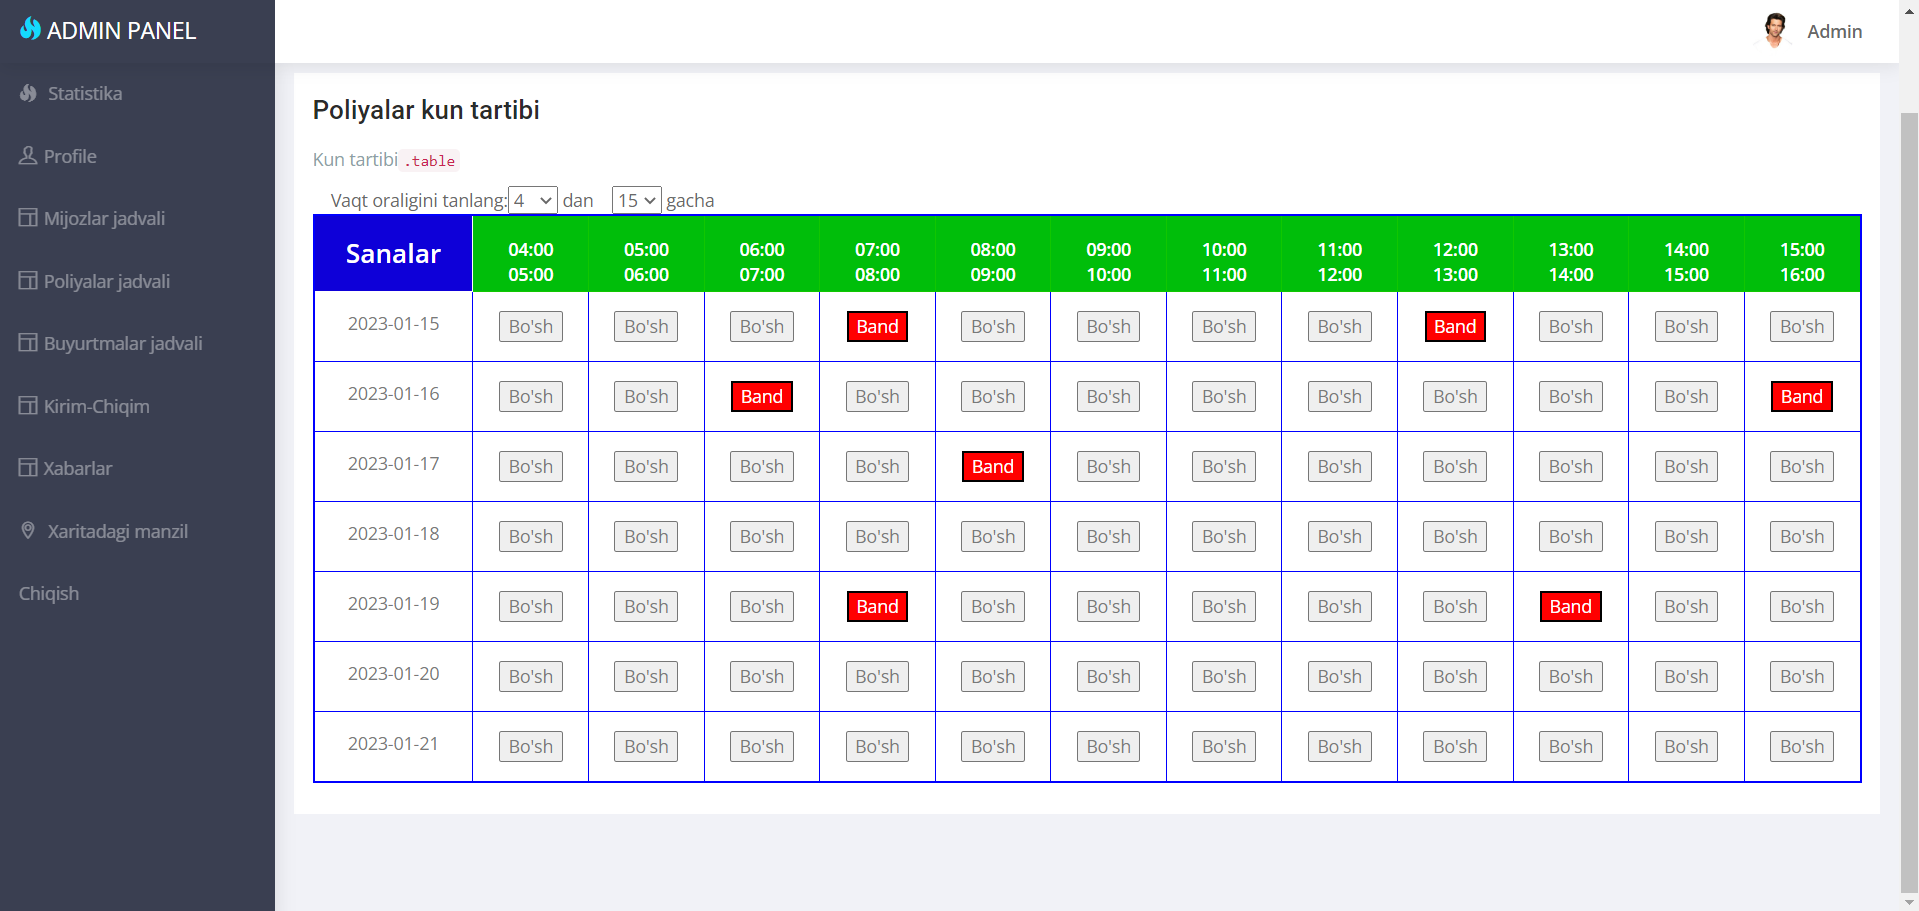 ADMIN PANEL
Admin
Statistika
Profile
Mijozlar jadvali
Poliyalar jadvali
Buyurtmalar jadvali
Kirim-Chiqim
Xabarlar
Xaritadagi manzil
Chiqish
Poliyalar kun tartibi
Kun tartibi .table
Vaqt oraligini tanlang: 4 dan 15 gacha
Sanalar 04:00 05:00 06:00 07:00 08:00 09:00 10:00 11:00 12:00 13:00 14:00 15:00
05:00 06:00 07:00 08:00 09:00 10:00 11:00 12:00 13:00 14:00 15:00 16:00
2023-01-15 Bo'sh Bo'sh Bo'sh Band Bo'sh Bo'sh Bo'sh Bo'sh Band Bo'sh Bo'sh Bo'sh
2023-01-16 Bo'sh Bo'sh Band Bo'sh Bo'sh Bo'sh Bo'sh Bo'sh Bo'sh Bo'sh Bo'sh Band
2023-01-17 Bo'sh Bo'sh Bo'sh Bo'sh Band Bo'sh Bo'sh Bo'sh Bo'sh Bo'sh Bo'sh Bo'sh
2023-01-18 Bo'sh Bo'sh Bo'sh Bo'sh Bo'sh Bo'sh Bo'sh Bo'sh Bo'sh Bo'sh Bo'sh Bo'sh
2023-01-19 Bo'sh Bo'sh Bo'sh Band Bo'sh Bo'sh Bo'sh Bo'sh Bo'sh Band Bo'sh Bo'sh
2023-01-20 Bo'sh Bo'sh Bo'sh Bo'sh Bo'sh Bo'sh Bo'sh Bo'sh Bo'sh Bo'sh Bo'sh Bo'sh
2023-01-21 Bo'sh Bo'sh Bo'sh Bo'sh Bo'sh Bo'sh Bo'sh Bo'sh Bo'sh Bo'sh Bo'sh Bo'sh